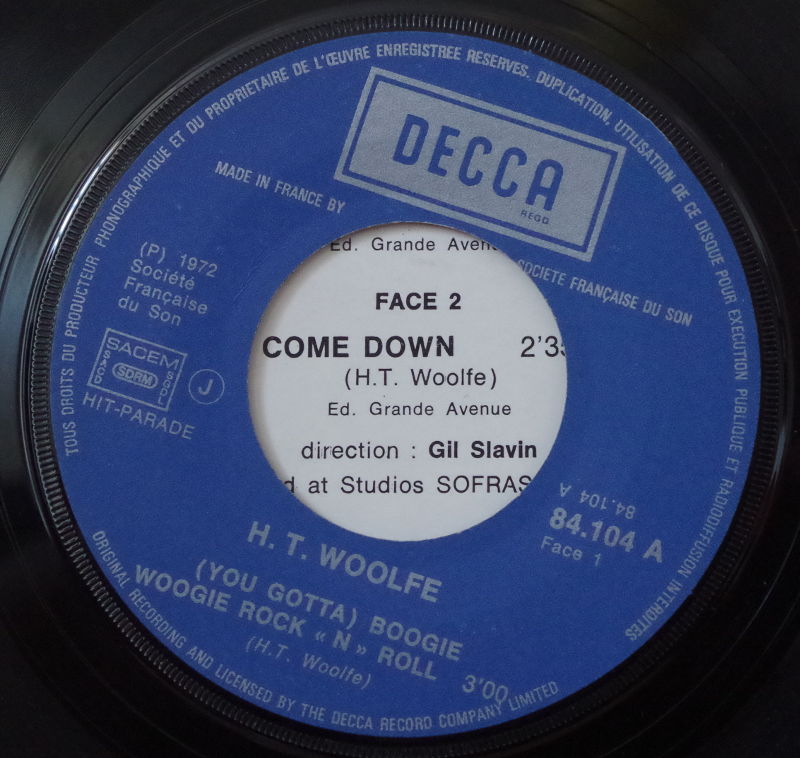 TOUS DROITS DU PRODUCTEUR PHONOGRAPHIQUE ET DU PROPRIETAIRE DE L'ŒUVRE ENREGISTREE RESERVES. DUPLICATION, UTILISATION DE CE DISQUE POUR EXECUTION PUBLIQUE ET RADIODIFFUSION INTERDITES
DECCA
REGD
MADE IN FRANCE BY SOCIETE FRANÇAISE DU SON
(P) 1972
Société
Française
du Son
SACEM
SACD SDRM SGDL
HIT-PARADE
J
Ed. Grande Avenue
FACE 2
COME DOWN 2'35
(H.T. Woolfe)
Ed. Grande Avenue
direction : Gil Slavin
at Studios SOFRAS
84.104 A
84.104 A
Face 1
H. T. WOOLFE
(YOU GOTTA) BOOGIE
WOOGIE ROCK « N » ROLL
(H.T. Woolfe) 3'00
ORIGINAL RECORDING AND LICENSED BY THE DECCA RECORD COMPANY LIMITED